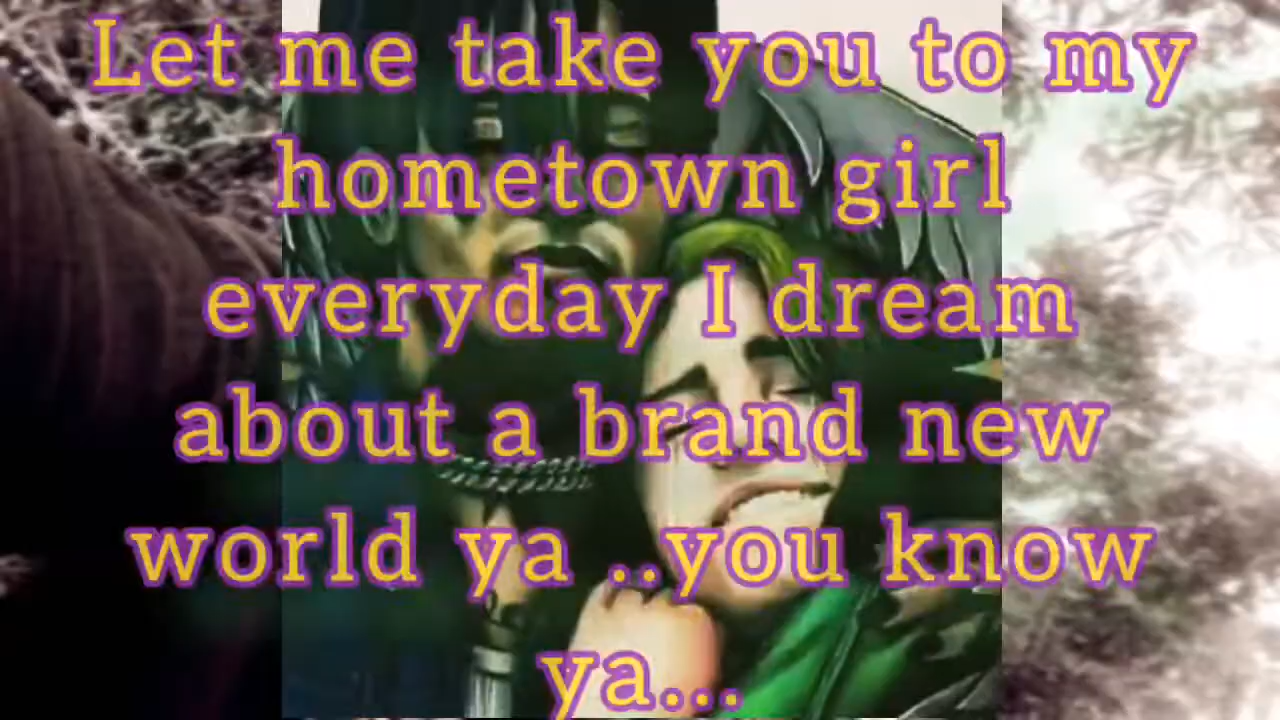 Let me take you to my
hometown girl
everyday I dream
about a brand new
world ya ..you know
ya...